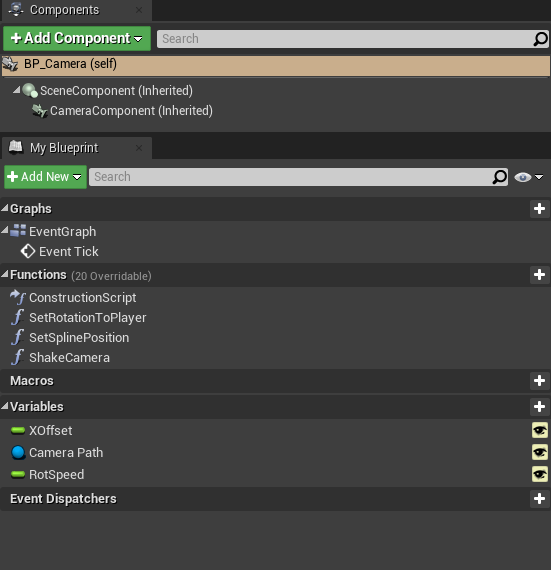 Components
Add Component
Search
BP_Camera (self)
SceneComponent (Inherited)
CameraComponent (Inherited)
My Blueprint
Add New
Search
Graphs
EventGraph
Event Tick
Functions (20 Overridable)
ConstructionScript
SetRotationToPlayer
SetSplinePosition
ShakeCamera
Macros
Variables
XOffset
Camera Path
RotSpeed
Event Dispatchers